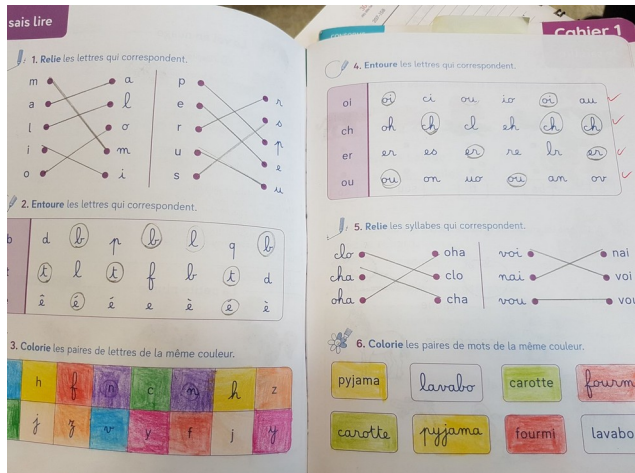 sais lire
1. Relie les lettres qui correspondent.
m a p r
a l e s
l o r p
i m u e
o i s u
2. Entoure les lettres qui correspondent.
b d b p b l q b
t l t f b t d
ê é é e è é è
3. Colorie les paires de lettres de la même couleur.
h f n c n h z
j z v y f j y
Cahier 1
4. Entoure les lettres qui correspondent.
oi oi ci ou io oi au
ch oh ch cl eh ch ch
er er es er re lr er
ou ou on uo ou an ov
5. Relie les syllabes qui correspondent.
clo oha voi nai
cha clo nai voi
oha cha vou vou
6. Colorie les paires de mots de la même couleur.
pyjama lavabo carotte fourm
carotte pyjama fourmi lavabo